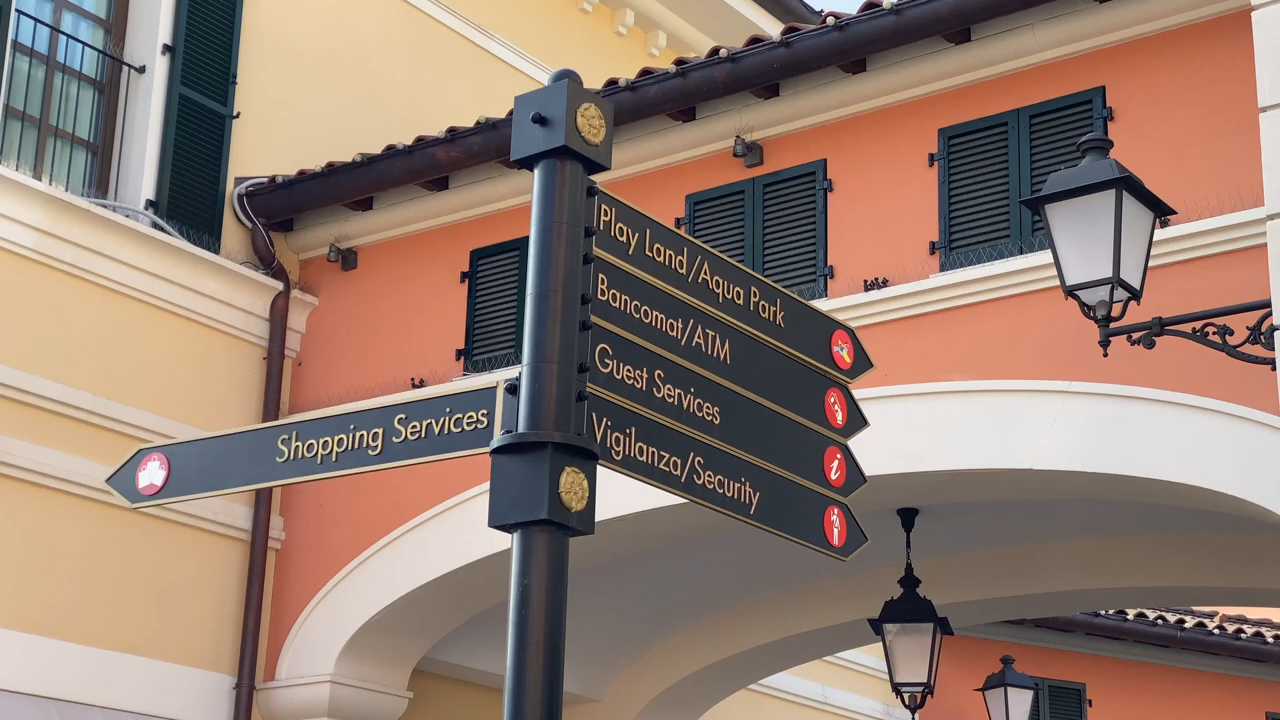 Play Land/Aqua Park
Bancomat/ATM
Guest Services
i
Vigilanza/Security
Shopping Services